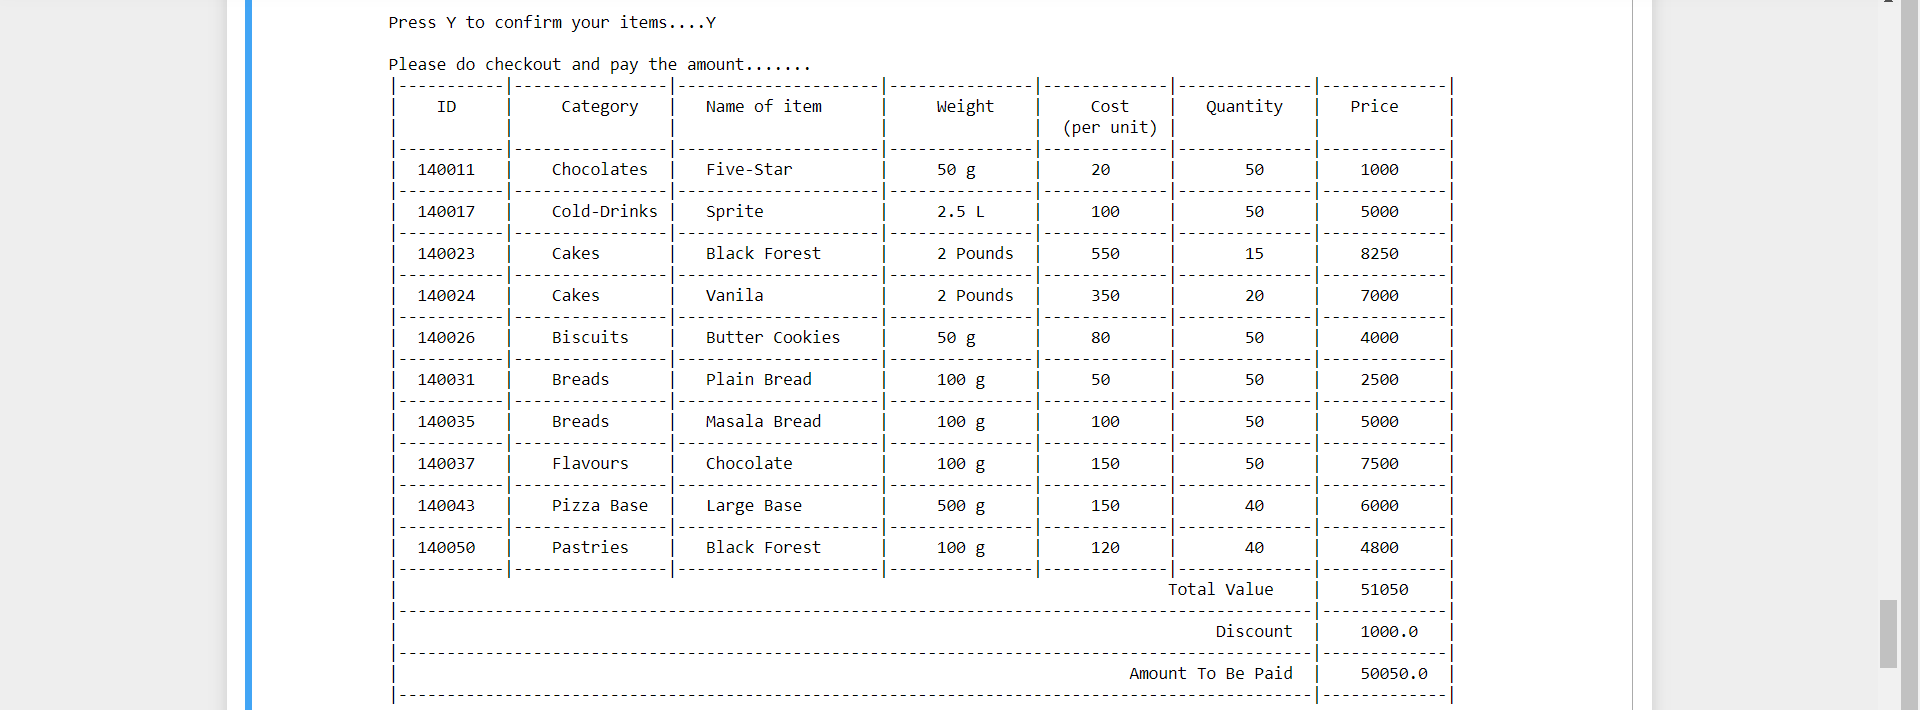 Press Y to confirm your items....Y
Please do checkout and pay the amount.......
|-----------|----------------|---------------------|---------------|-------------|--------------|-------------|
| ID | Category | Name of item | Weight | Cost | Quantity | Price |
| | | | | (per unit) | | |
|-----------|----------------|---------------------|---------------|-------------|--------------|-------------|
| 140011 | Chocolates | Five-Star | 50 g | 20 | 50 | 1000 |
|-----------|----------------|---------------------|---------------|-------------|--------------|-------------|
| 140017 | Cold-Drinks | Sprite | 2.5 L | 100 | 50 | 5000 |
|-----------|----------------|---------------------|---------------|-------------|--------------|-------------|
| 140023 | Cakes | Black Forest | 2 Pounds | 550 | 15 | 8250 |
|-----------|----------------|---------------------|---------------|-------------|--------------|-------------|
| 140024 | Cakes | Vanila | 2 Pounds | 350 | 20 | 7000 |
|-----------|----------------|---------------------|---------------|-------------|--------------|-------------|
| 140026 | Biscuits | Butter Cookies | 50 g | 80 | 50 | 4000 |
|-----------|----------------|---------------------|---------------|-------------|--------------|-------------|
| 140031 | Breads | Plain Bread | 100 g | 50 | 50 | 2500 |
|-----------|----------------|---------------------|---------------|-------------|--------------|-------------|
| 140035 | Breads | Masala Bread | 100 g | 100 | 50 | 5000 |
|-----------|----------------|---------------------|---------------|-------------|--------------|-------------|
| 140037 | Flavours | Chocolate | 100 g | 150 | 50 | 7500 |
|-----------|----------------|---------------------|---------------|-------------|--------------|-------------|
| 140043 | Pizza Base | Large Base | 500 g | 150 | 40 | 6000 |
|-----------|----------------|---------------------|---------------|-------------|--------------|-------------|
| 140050 | Pastries | Black Forest | 100 g | 120 | 40 | 4800 |
|-----------|----------------|---------------------|---------------|-------------|--------------|-------------|
| Total Value | 51050 |
|-----------------------------------------------------------------------------------------------|-------------|
| Discount | 1000.0 |
|-----------------------------------------------------------------------------------------------|-------------|
| Amount To Be Paid | 50050.0 |
|-----------------------------------------------------------------------------------------------|-------------|